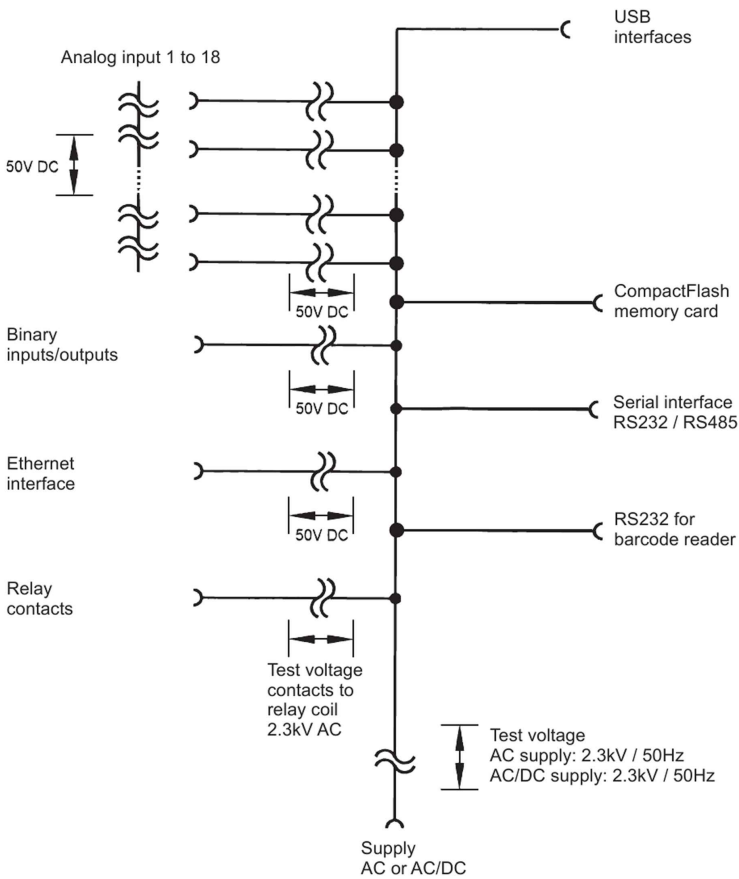 USB
interfaces
Analog input 1 to 18
50V DC
50V DC
CompactFlash
memory card
Binary
inputs/outputs
50V DC
Serial interface
RS232 / RS485
Ethernet
interface
50V DC
RS232 for
barcode reader
Relay
contacts
Test voltage
contacts to
relay coil
2.3kV AC
Test voltage
AC supply: 2.3kV / 50Hz
AC/DC supply: 2.3kV / 50Hz
Supply
AC or AC/DC